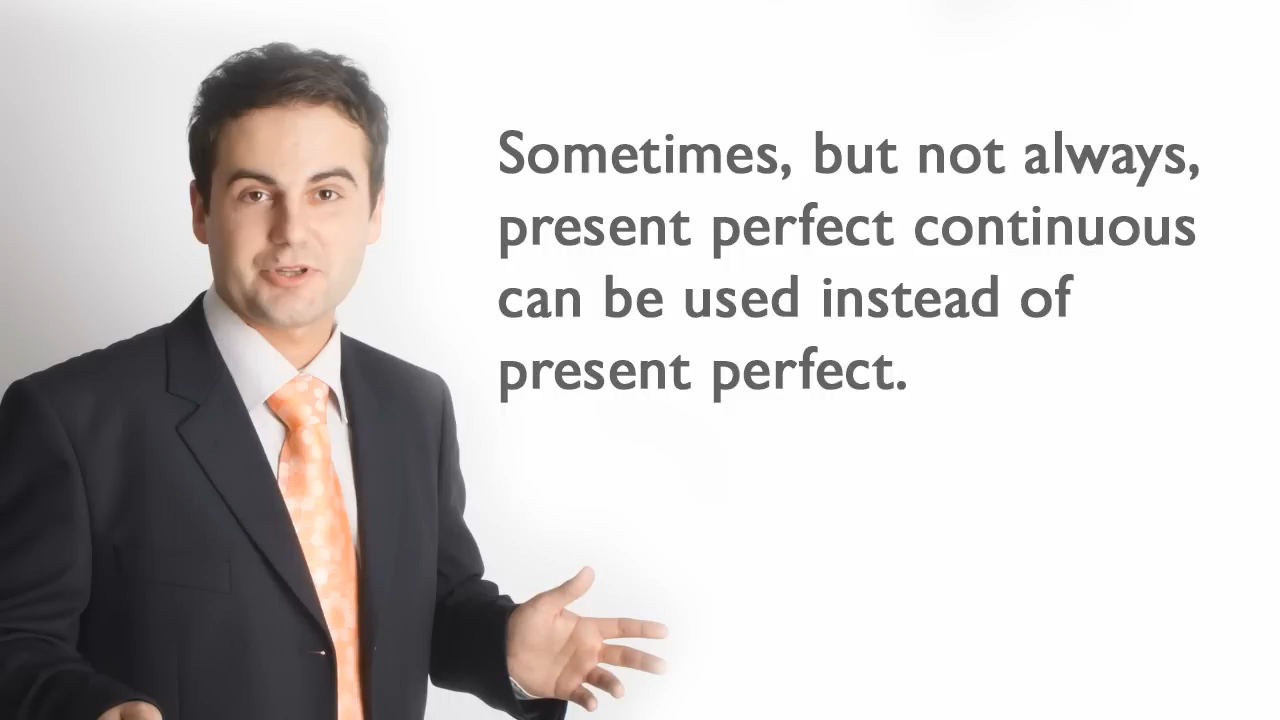 Sometimes, but not always,
present perfect continuous
can be used instead of
present perfect.